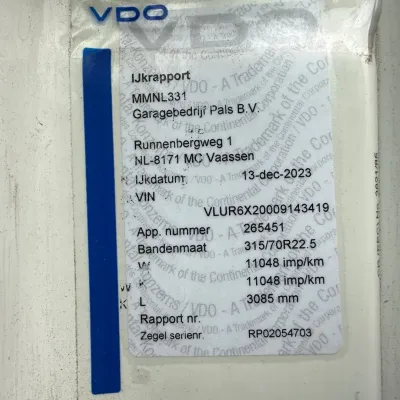 VDO
IJkrapport
MMNL331
Garagebedrijf Pals B.V.
Runnenbergweg 1
NL-8171 MC Vaassen
IJkdatum 13-dec-2023
VIN
VLUR6X20009143419
App. nummer 265451
Bandenmaat 315/70R22.5
W 11048 imp/km
K 11048 imp/km
L 3085 mm
Rapport nr.
Zegel serienr. RP02054703